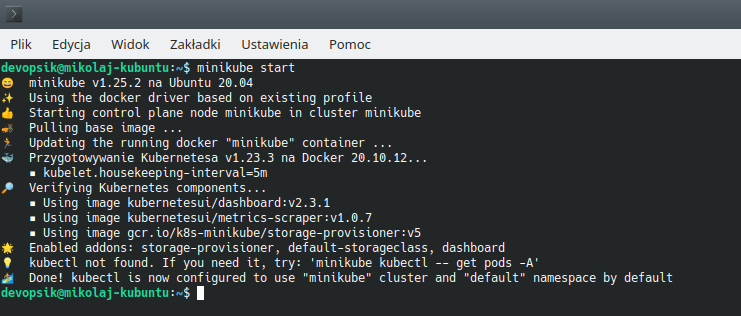 Plik Edycja Widok Zakładki Ustawienia Pomoc
devopsik@mikolaj-kubuntu:~$ minikube start
😄 minikube v1.25.2 na Ubuntu 20.04
✨ Using the docker driver based on existing profile
👍 Starting control plane node minikube in cluster minikube
🚜 Pulling base image ...
🏃 Updating the running docker "minikube" container ...
🐳 Przygotowywanie Kubernetesa v1.23.3 na Docker 20.10.12...
▪ kubelet.housekeeping-interval=5m
🔎 Verifying Kubernetes components...
▪ Using image kubernetesui/dashboard:v2.3.1
▪ Using image kubernetesui/metrics-scraper:v1.0.7
▪ Using image gcr.io/k8s-minikube/storage-provisioner:v5
🌟 Enabled addons: storage-provisioner, default-storageclass, dashboard
💡 kubectl not found. If you need it, try: 'minikube kubectl -- get pods -A'
🏄 Done! kubectl is now configured to use "minikube" cluster and "default" namespace by default
devopsik@mikolaj-kubuntu:~$